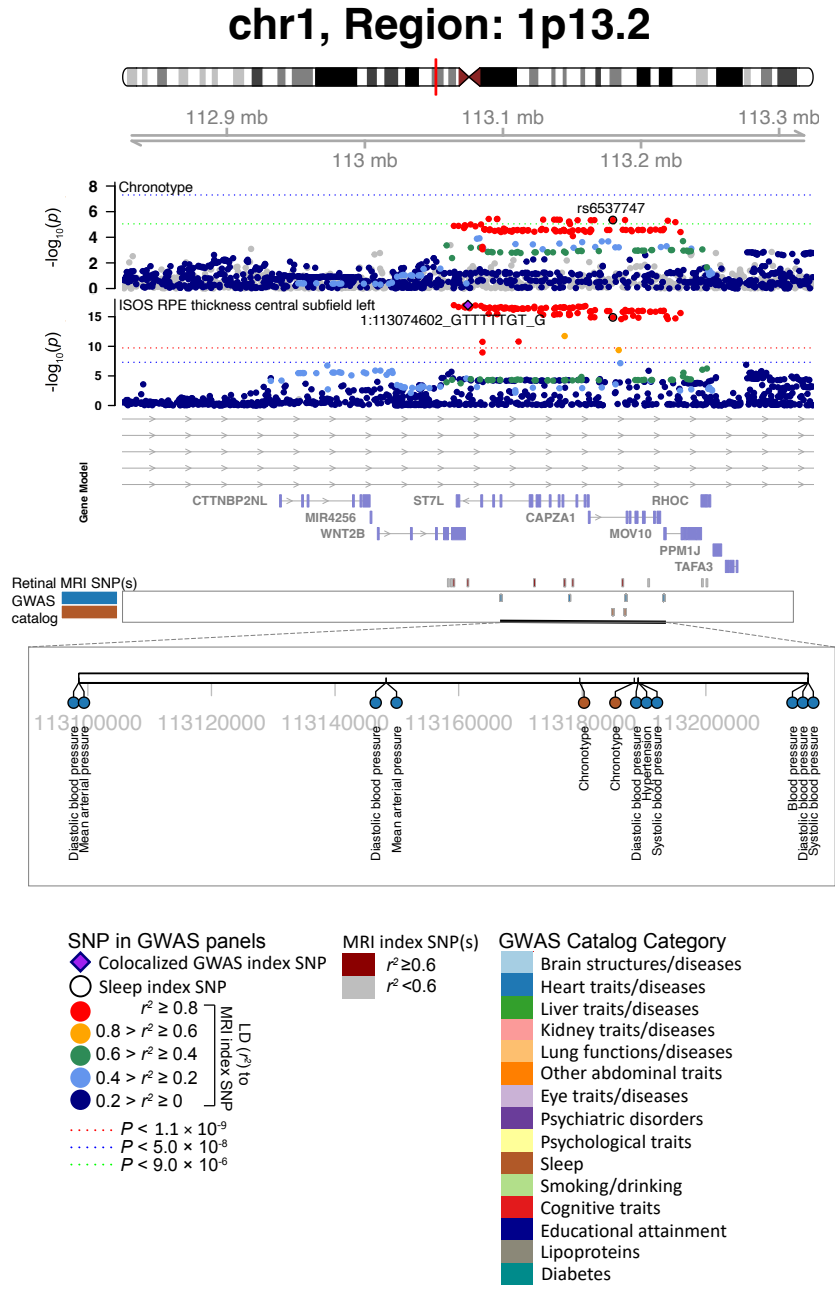 chr1, Region: 1p13.2
112.9 mb
113.1 mb
113.3 mb
113 mb
113.2 mb
Chronotype
rs6537747
-log10(p)
8
6
4
2
0
ISOS RPE thickness central subfield left
1:113074602_GTTTTTGT_G
-log10(p)
15
10
5
0
Gene Model
CTTNBP2NL
ST7L
RHOC
MIR4256
CAPZA1
WNT2B
MOV10
PPM1J
TAFA3
Retinal MRI SNP(s)
GWAS
catalog
113100000
113120000
113140000
113160000
113180000
113200000
Diastolic blood pressure
Mean arterial pressure
Diastolic blood pressure
Mean arterial pressure
Chronotype
Chronotype
Diastolic blood pressure
Hypertension
Systolic blood pressure
Blood pressure
Diastolic blood pressure
Systolic blood pressure
SNP in GWAS panels
Colocalized GWAS index SNP
Sleep index SNP
r² ≥ 0.8
0.8 > r² ≥ 0.6
0.6 > r² ≥ 0.4
0.4 > r² ≥ 0.2
0.2 > r² ≥ 0
LD (r²) to
MRI index SNP
P < 1.1 × 10⁻⁹
P < 5.0 × 10⁻⁸
P < 9.0 × 10⁻⁶
MRI index SNP(s)
r² ≥0.6
r² <0.6
GWAS Catalog Category
Brain structures/diseases
Heart traits/diseases
Liver traits/diseases
Kidney traits/diseases
Lung functions/diseases
Other abdominal traits
Eye traits/diseases
Psychiatric disorders
Psychological traits
Sleep
Smoking/drinking
Cognitive traits
Educational attainment
Lipoproteins
Diabetes